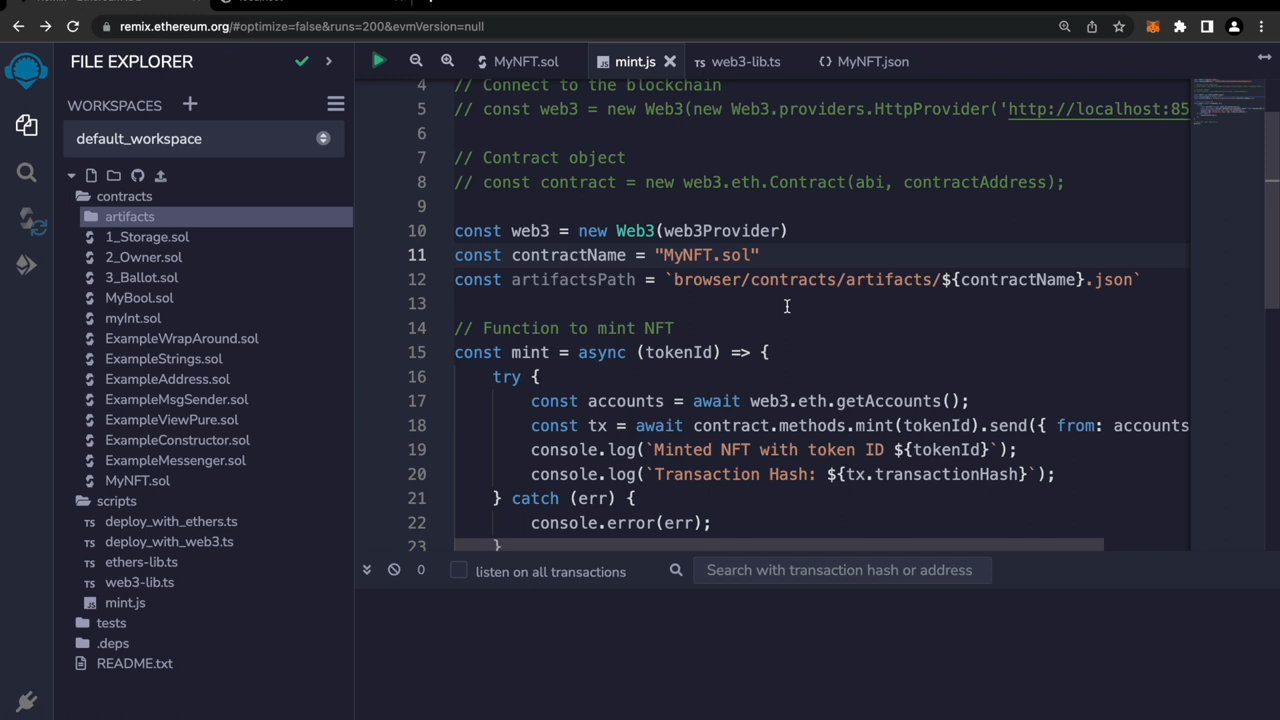 remix.ethereum.org/#optimize=false&runs=200&evmVersion=null
FILE EXPLORER
WORKSPACES
default_workspace
contracts
artifacts
1_Storage.sol
2_Owner.sol
3_Ballot.sol
MyBool.sol
myInt.sol
ExampleWrapAround.sol
ExampleStrings.sol
ExampleAddress.sol
ExampleMsgSender.sol
ExampleViewPure.sol
ExampleConstructor.sol
ExampleMessenger.sol
MyNFT.sol
scripts
TS deploy_with_ethers.ts
TS deploy_with_web3.ts
TS ethers-lib.ts
TS web3-lib.ts
JS mint.js
tests
.deps
README.txt
MyNFT.sol JS mint.js TS web3-lib.ts {} MyNFT.json
4 // Connect to the blockchain
5 // const web3 = new Web3(new Web3.providers.HttpProvider('http://localhost:85
6
7 // Contract object
8 // const contract = new web3.eth.Contract(abi, contractAddress);
9
10 const web3 = new Web3(web3Provider)
11 const contractName = "MyNFT.sol"
12 const artifactsPath = `browser/contracts/artifacts/${contractName}.json`
13
14 // Function to mint NFT
15 const mint = async (tokenId) => {
16 try {
17 const accounts = await web3.eth.getAccounts();
18 const tx = await contract.methods.mint(tokenId).send({ from: accounts
19 console.log(`Minted NFT with token ID ${tokenId}`);
20 console.log(`Transaction Hash: ${tx.transactionHash}`);
21 } catch (err) {
22 console.error(err);
23 }
0 listen on all transactions Search with transaction hash or address